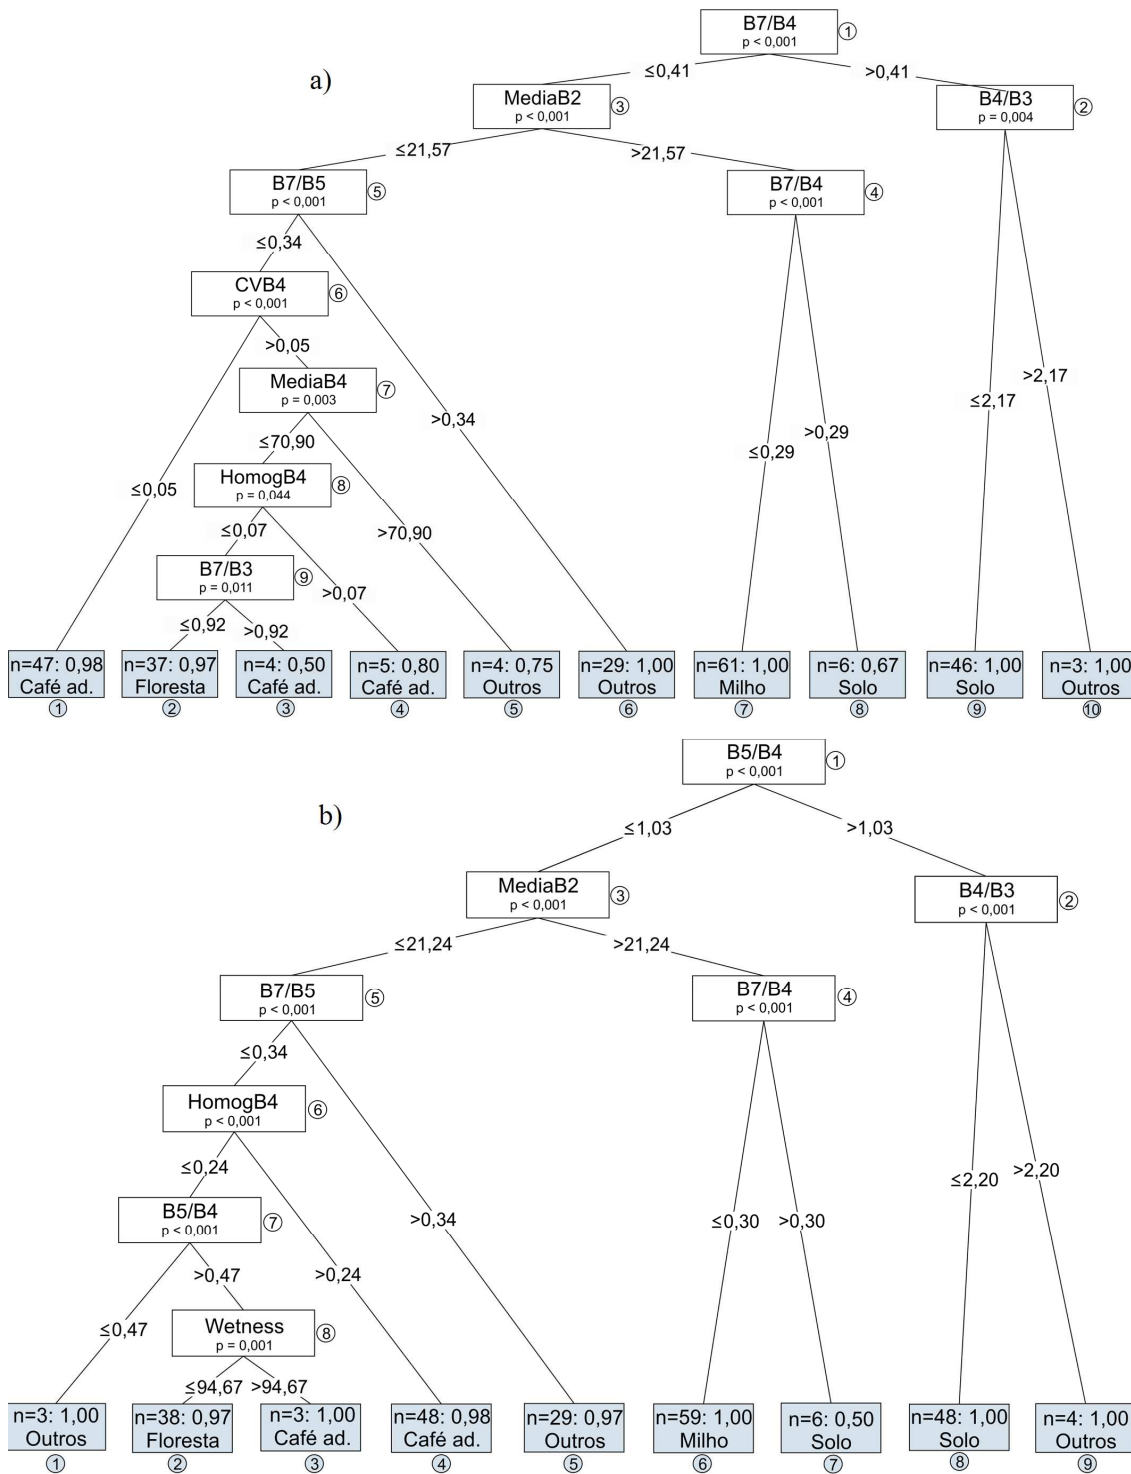 B7/B4
p < 0,001
1
≤0,41
>0,41
a)
MediaB2
p < 0,001
3
B4/B3
p = 0,004
2
≤21,57
>21,57
B7/B5
p < 0,001
5
B7/B4
p < 0,001
4
≤0,34
CVB4
p < 0,001
6
>0,05
MediaB4
p = 0,003
7
>2,17
≤2,17
>0,34
≤70,90
>0,29
≤0,29
HomogB4
p = 0,044
8
≤0,05
≤0,07
>70,90
B7/B3
p = 0,011
9
>0,07
≤0,92
>0,92
n=47: 0,98 n=37: 0,97 n=4: 0,50 n=5: 0,80 n=4: 0,75 n=29: 1,00 n=61: 1,00 n=6: 0,67 n=46: 1,00 n=3: 1,00
Café ad. Floresta Café ad. Café ad. Outros Outros Milho Solo Solo Outros
1 2 3 4 5 6 7 8 9 10
B5/B4
p < 0,001
1
b)
≤1,03
>1,03
MediaB2
p < 0,001
3
B4/B3
p < 0,001
2
≤21,24
>21,24
B7/B5
p < 0,001
5
B7/B4
p < 0,001
4
≤0,34
HomogB4
p < 0,001
6
≤0,24
>2,20
≤2,20
B5/B4
p < 0,001
7
>0,34
≤0,30
>0,30
>0,47
>0,24
≤0,47
Wetness
p = 0,001
8
≤94,67
>94,67
n=3: 1,00 n=38: 0,97 n=3: 1,00 n=48: 0,98 n=29: 0,97 n=59: 1,00 n=6: 0,50 n=48: 1,00 n=4: 1,00
Outros Floresta Café ad. Café ad. Outros Milho Solo Solo Outros
1 2 3 4 5 6 7 8 9